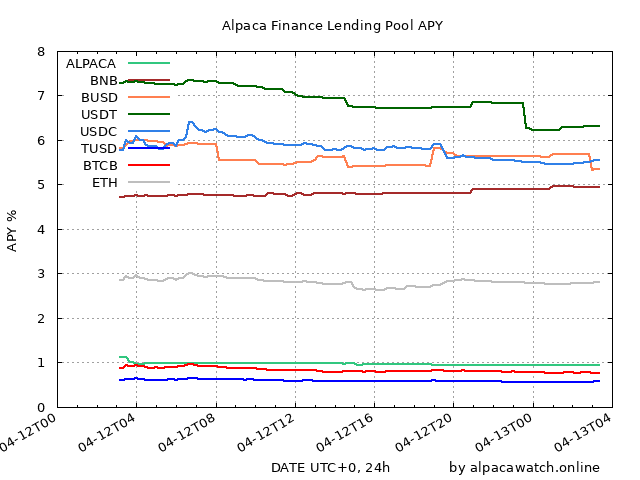 Alpaca Finance Lending Pool APY
8
7
6
5
4
3
2
1
0
APY %
ALPACA
BNB
BUSD
USDT
USDC
TUSD
BTCB
ETH
04-12T00
04-12T04
04-12T08
04-12T12
04-12T16
04-12T20
04-13T00
04-13T04
DATE UTC+0, 24h
by alpacawatch.online